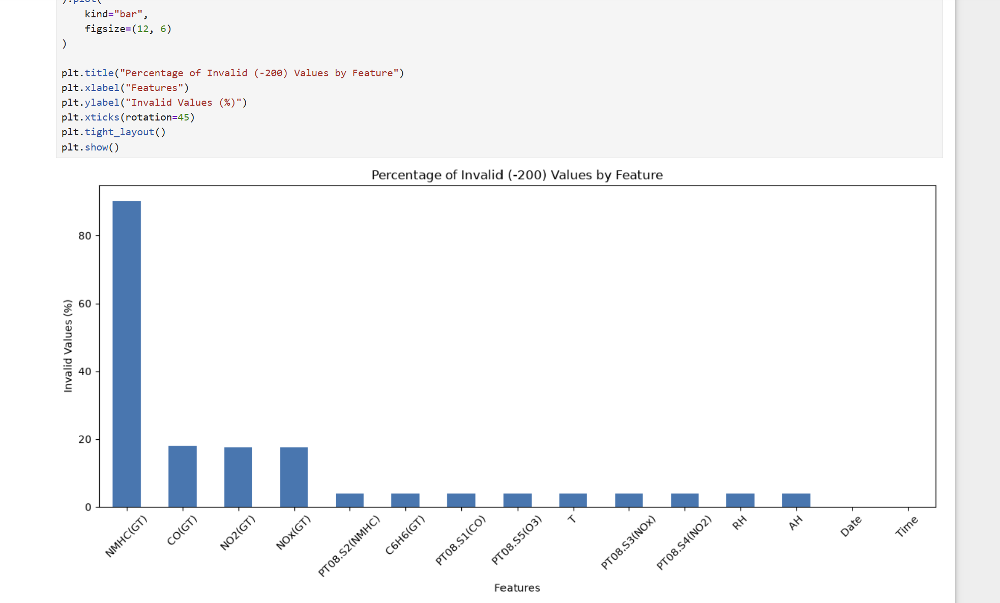 ).plot(
    kind="bar",
    figsize=(12, 6)
)
plt.title("Percentage of Invalid (-200) Values by Feature")
plt.xlabel("Features")
plt.ylabel("Invalid Values (%)")
plt.xticks(rotation=45)
plt.tight_layout()
plt.show()
Percentage of Invalid (-200) Values by Feature
Invalid Values (%)
80
60
40
20
0
NMHC(GT)
CO(GT)
NO2(GT)
NOx(GT)
PT08.S2(NMHC)
C6H6(GT)
PT08.S1(CO)
PT08.S5(O3)
T
PT08.S3(NOx)
PT08.S4(NO2)
RH
AH
Date
Time
Features